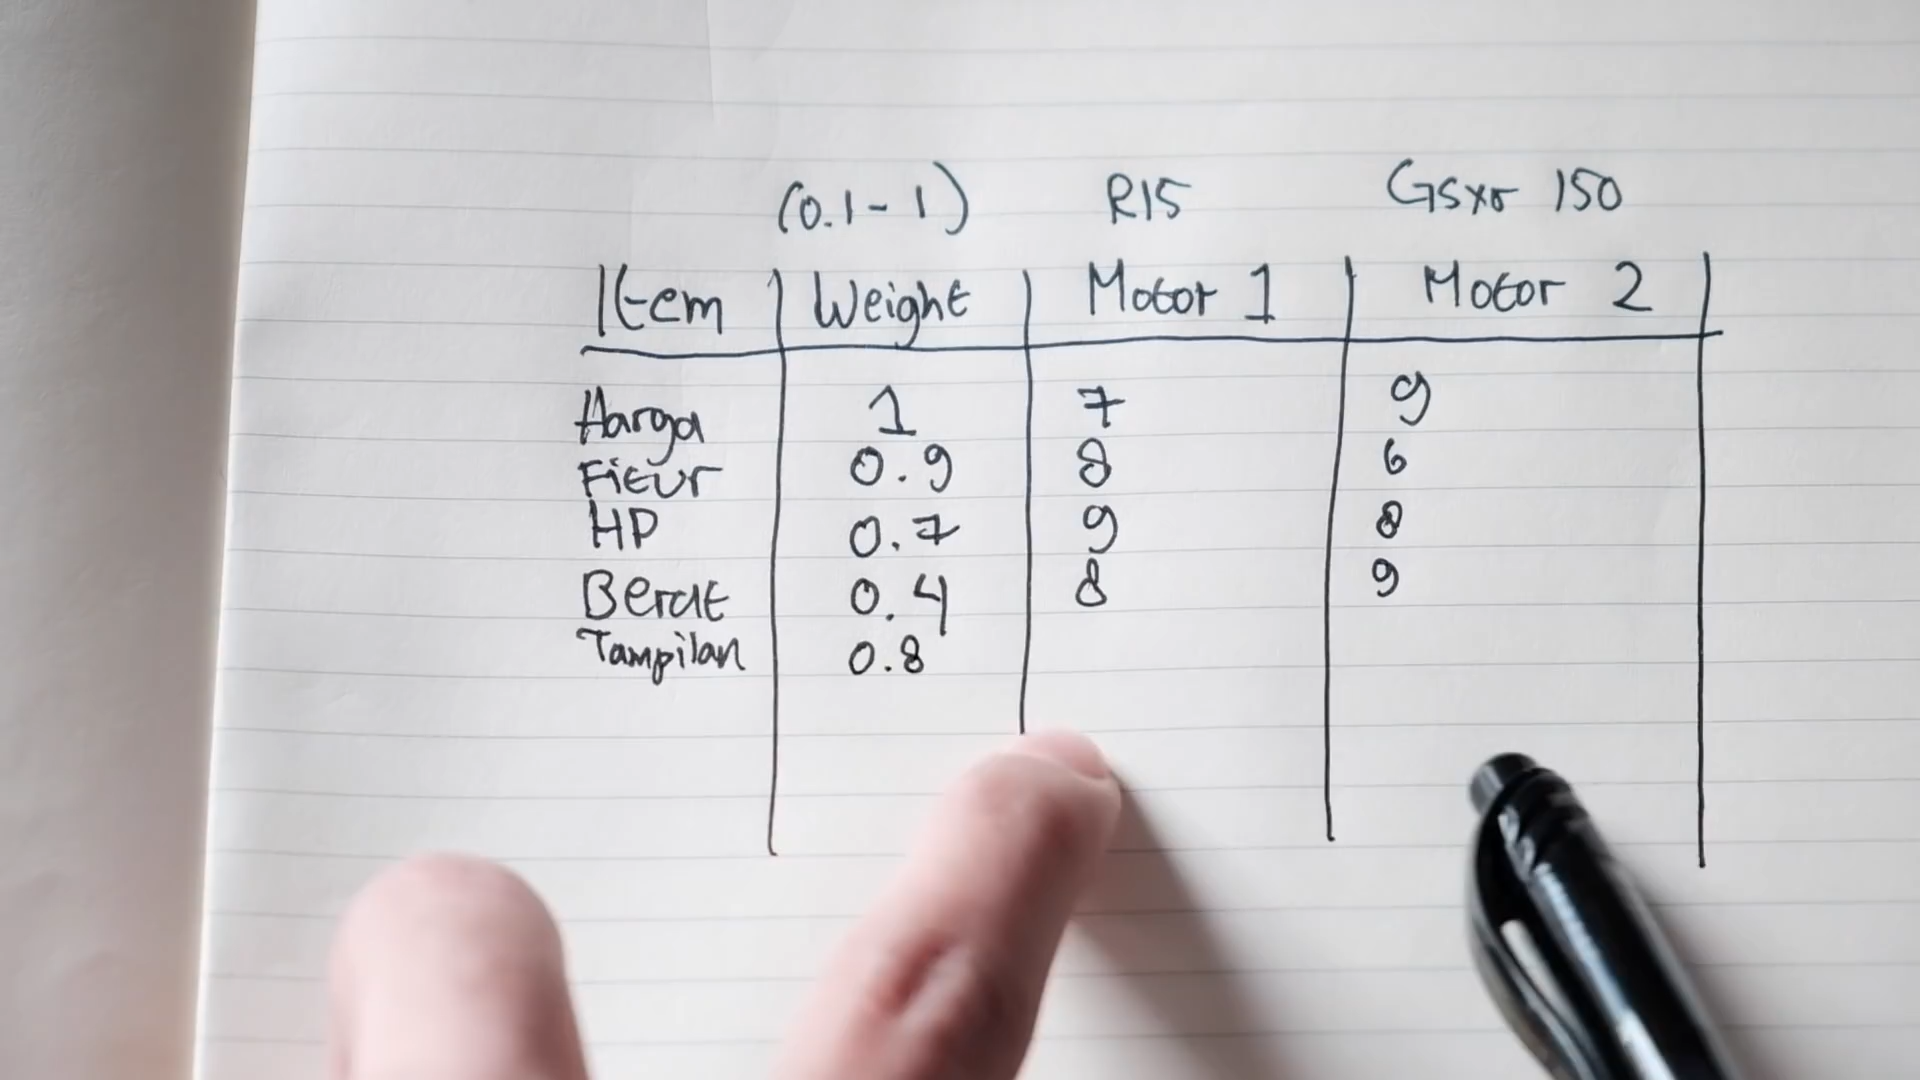 (0.1-1) R15 Gsxr 150
Item Weight Motor 1 Motor 2
Harga 1 7 9
Fitur 0.9 8 6
HP 0.7 9 8
Berat 0.4 8 9
Tampilan 0.8